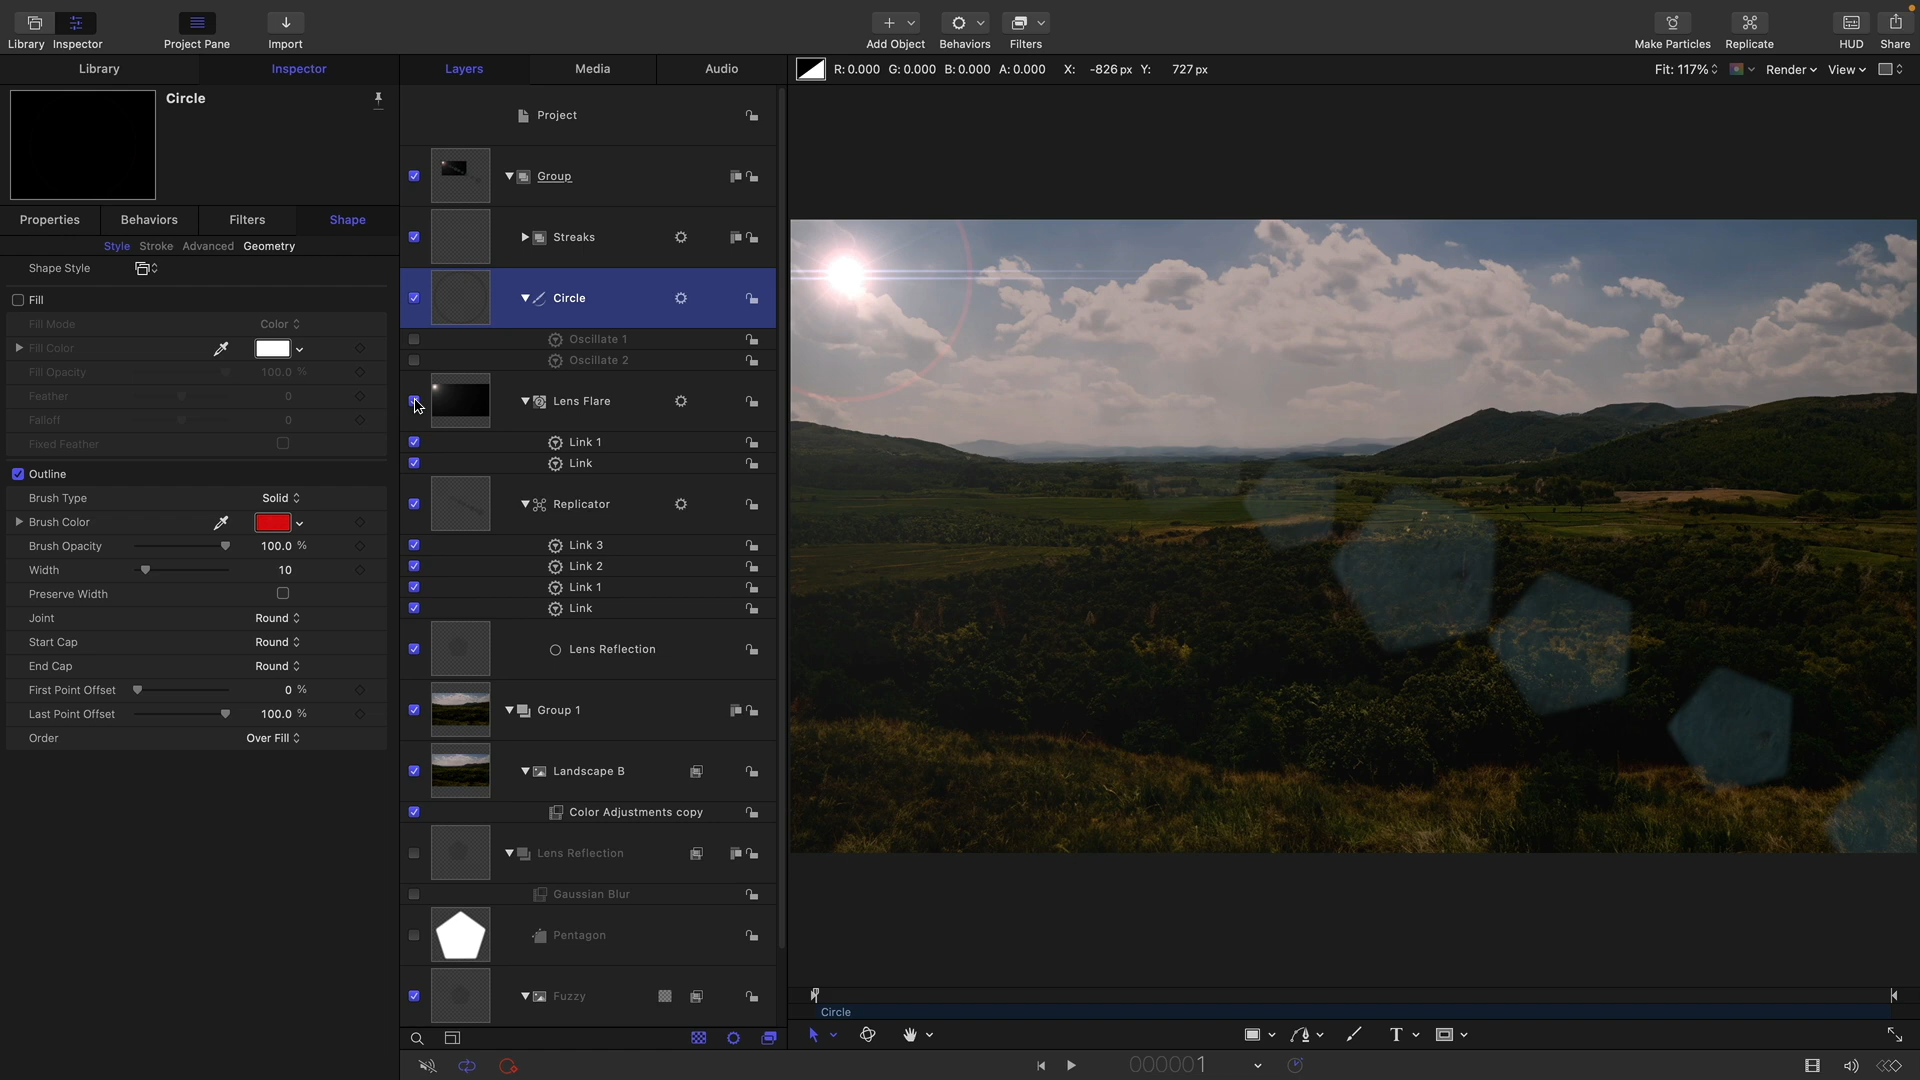 Library Inspector Project Pane Import Add Object Behaviors Filters Make Particles Replicate HUD Share
Library Inspector
Layers Media Audio
R: 0.000 G: 0.000 B: 0.000 A: 0.000 X: -826 px Y: 727 px
Fit: 117% Render View
Circle
Properties Behaviors Filters Shape
Style Stroke Advanced Geometry
Shape Style
Fill
Fill Mode Color
Fill Color
Fill Opacity 100.0 %
Feather 0
Falloff 0
Fixed Feather
Outline
Brush Type Solid
Brush Color
Brush Opacity 100.0 %
Width 10
Preserve Width
Joint Round
Start Cap Round
End Cap Round
First Point Offset 0 %
Last Point Offset 100.0 %
Order Over Fill
Project
Group
Streaks
Circle
Oscillate 1
Oscillate 2
Lens Flare
Link 1
Link
Replicator
Link 3
Link 2
Link 1
Link
Lens Reflection
Group 1
Landscape B
Color Adjustments copy
Lens Reflection
Gaussian Blur
Pentagon
Fuzzy
Circle
T
000001